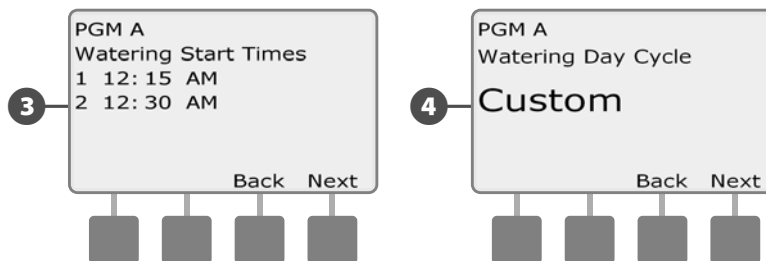 3
PGM A
Watering Start Times
1 12:15 AM
2 12:30 AM
Back Next
4
PGM A
Watering Day Cycle
Custom
Back Next